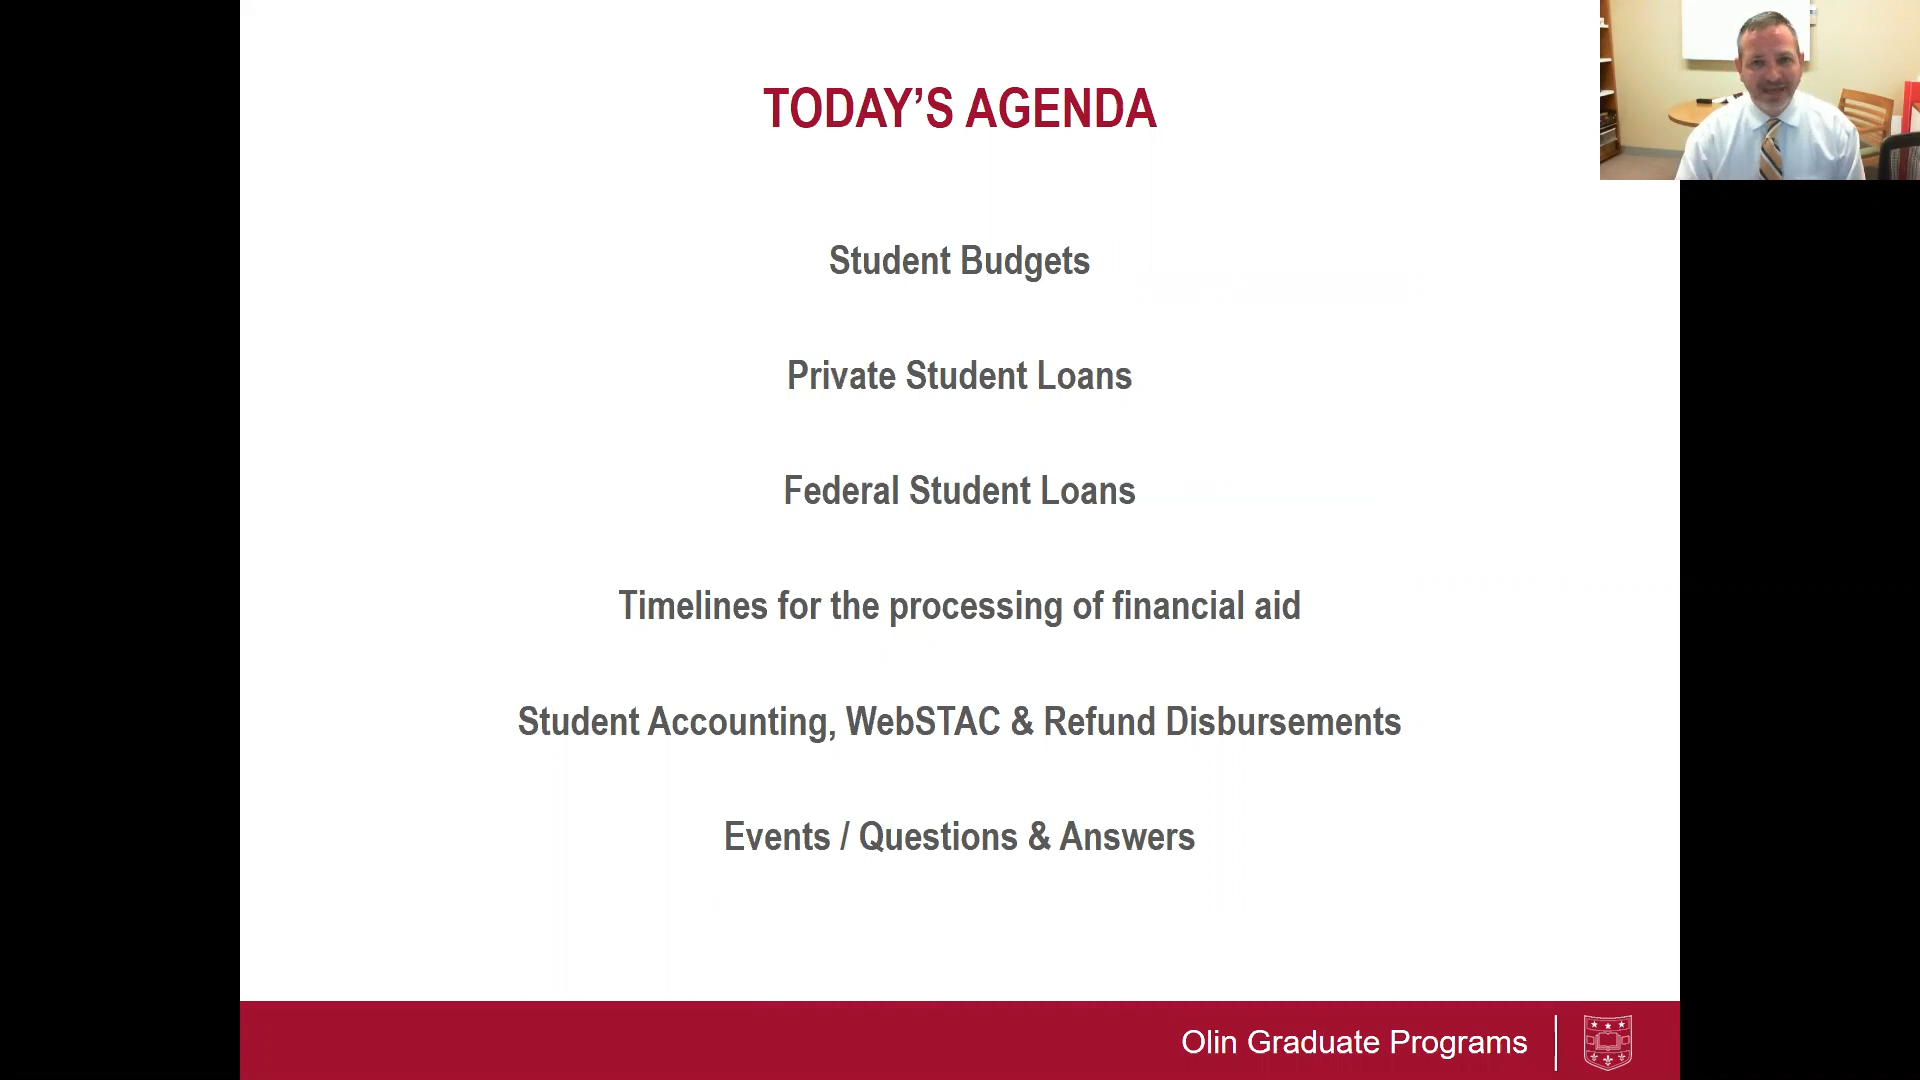 TODAY’S AGENDA
Student Budgets
Private Student Loans
Federal Student Loans
Timelines for the processing of financial aid
Student Accounting, WebSTAC & Refund Disbursements
Events / Questions & Answers
Olin Graduate Programs